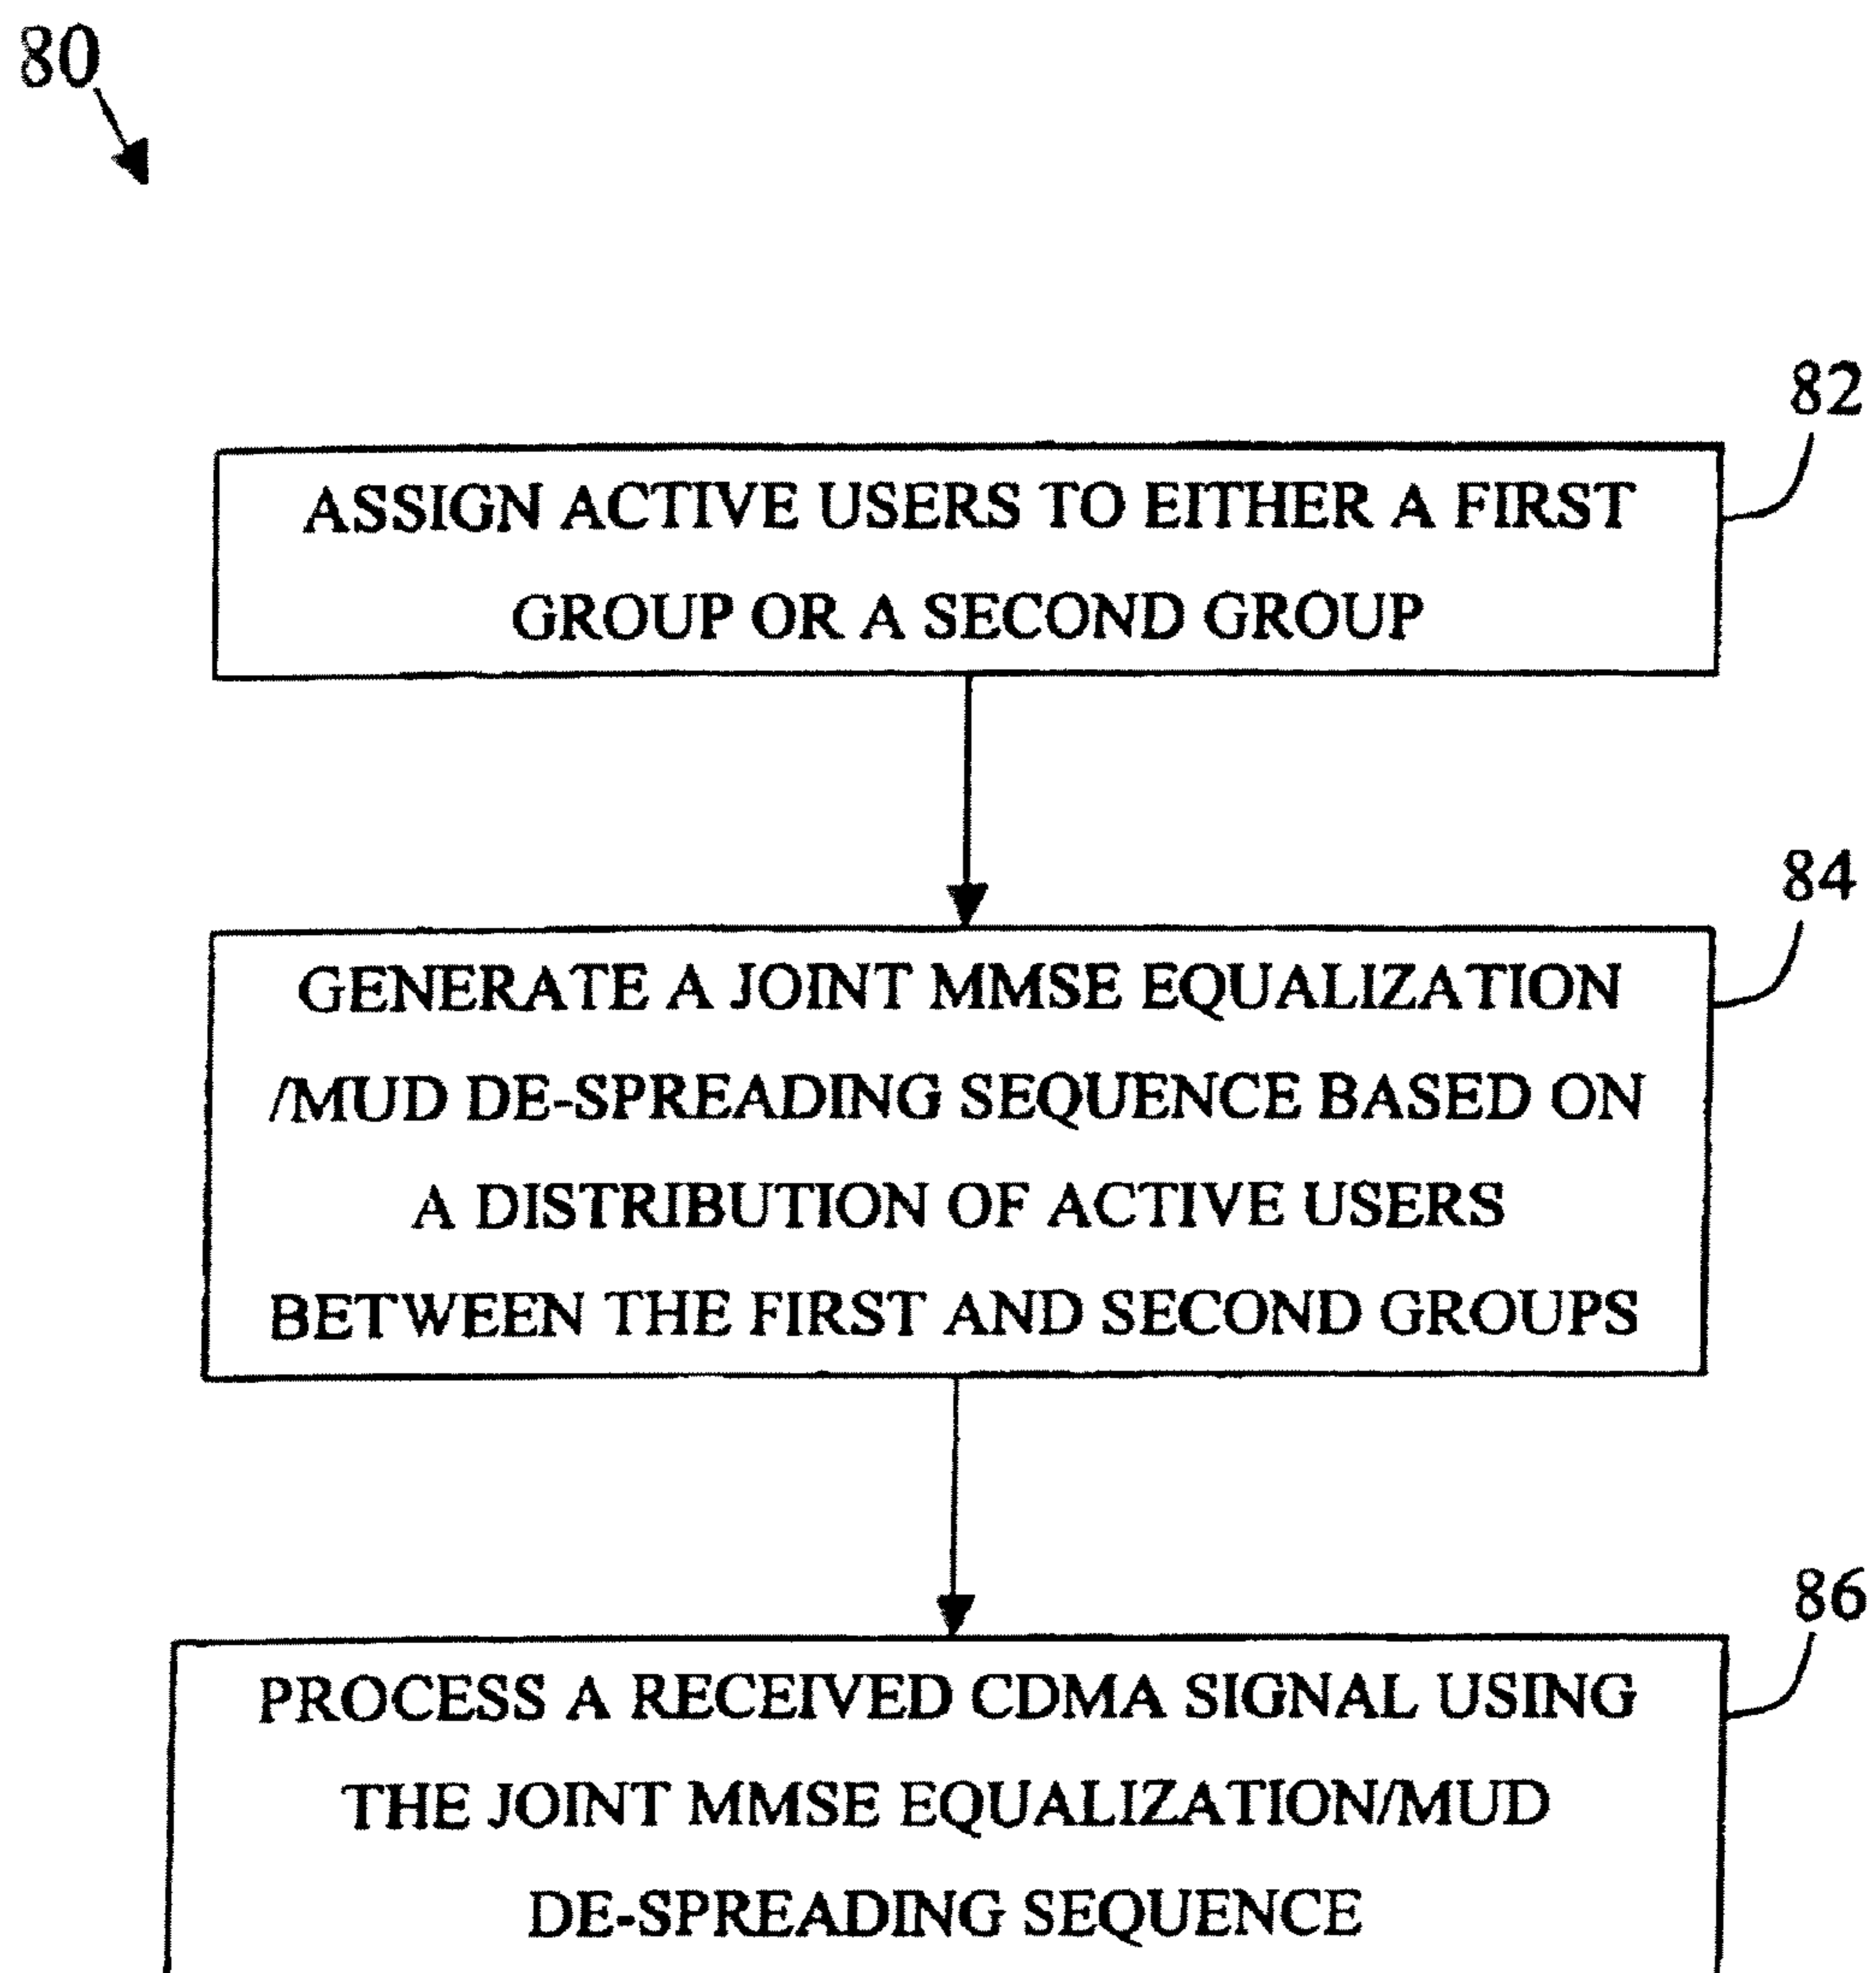 80
82
ASSIGN ACTIVE USERS TO EITHER A FIRST
GROUP OR A SECOND GROUP
84
GENERATE A JOINT MMSE EQUALIZATION
/MUD DE-SPREADING SEQUENCE BASED ON
A DISTRIBUTION OF ACTIVE USERS
BETWEEN THE FIRST AND SECOND GROUPS
86
PROCESS A RECEIVED CDMA SIGNAL USING
THE JOINT MMSE EQUALIZATION/MUD
DE-SPREADING SEQUENCE